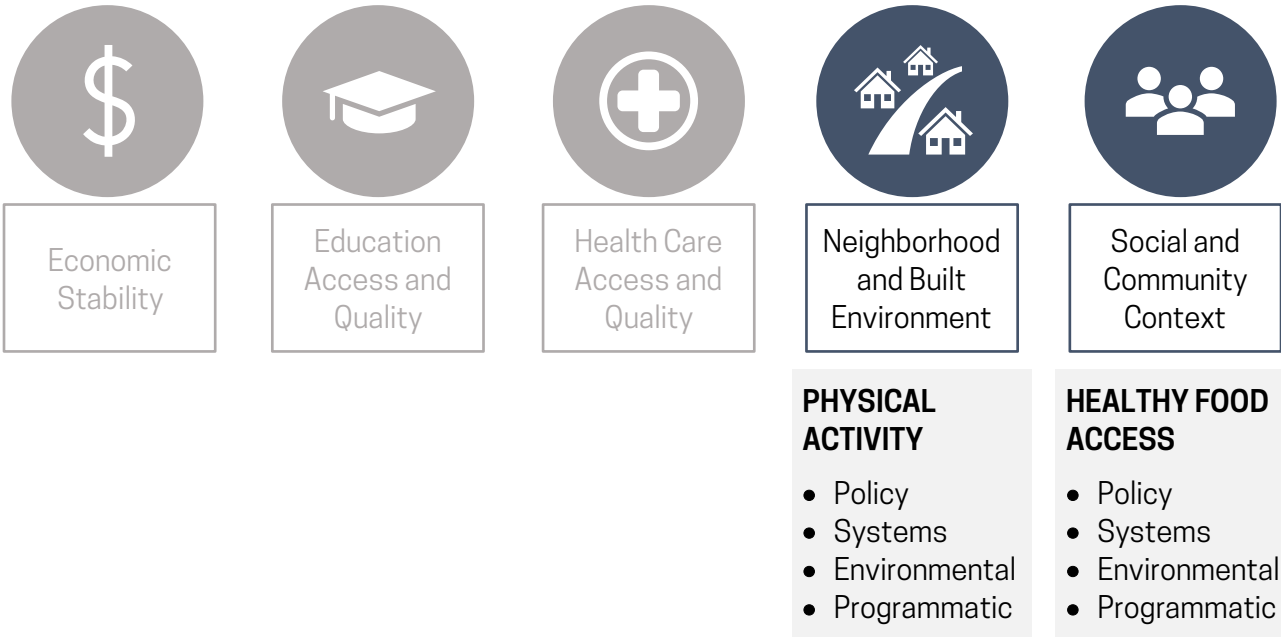 $
Economic
Stability
Education
Access and
Quality
Health Care
Access and
Quality
Neighborhood
and Built
Environment
Social and
Community
Context
PHYSICAL
ACTIVITY
• Policy
• Systems
• Environmental
• Programmatic
HEALTHY FOOD
ACCESS
• Policy
• Systems
• Environmental
• Programmatic